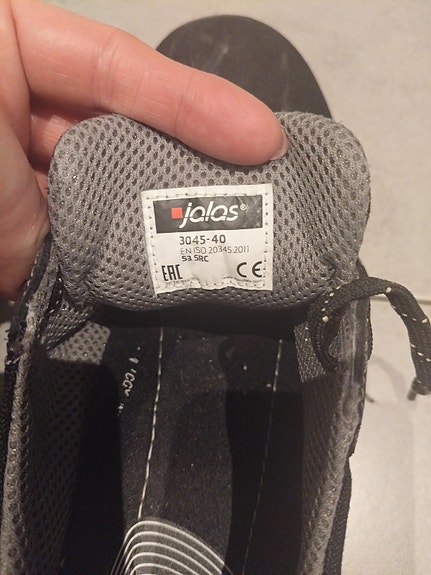 jalas®
3045-40
EN ISO 20345:2011
S3 SRC
EAC CE